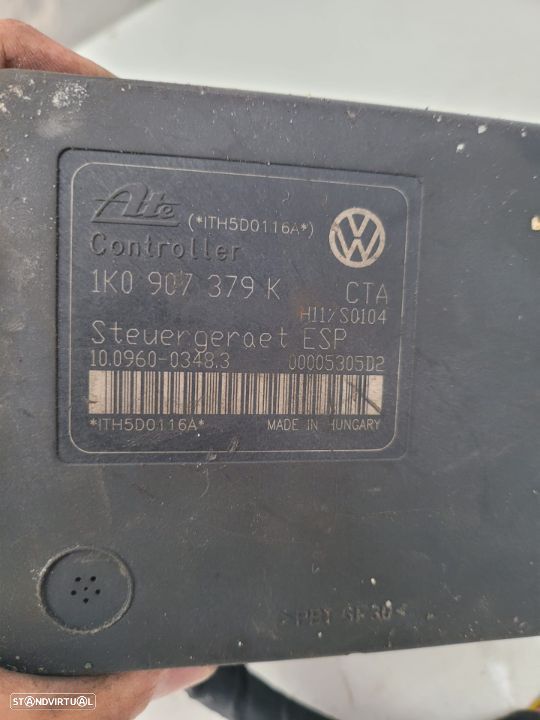 Ate (*ITH5D0116A*)
Controller
1K0 907 379 K CTA
H11/S0104
Steuergeraet ESP
10.0960-0348.3 00005305D2
*ITH5D0116A* MADE IN HUNGARY
STANDVIRTUAL